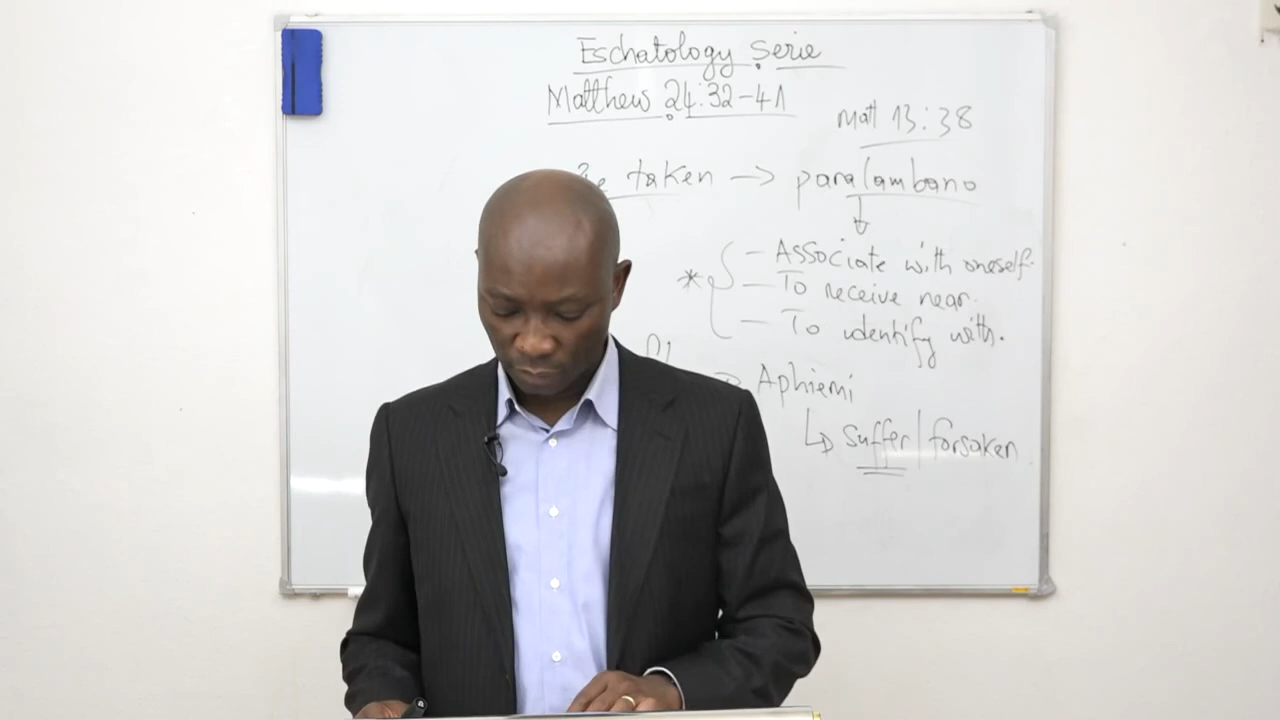 Eschatology Serie
Matthew 24:32-41
Matt 13:38
taken → paralambano
- Associate with oneself.
* - To receive near.
- To identify with.
Aphiemi
↳ suffer | forsaken